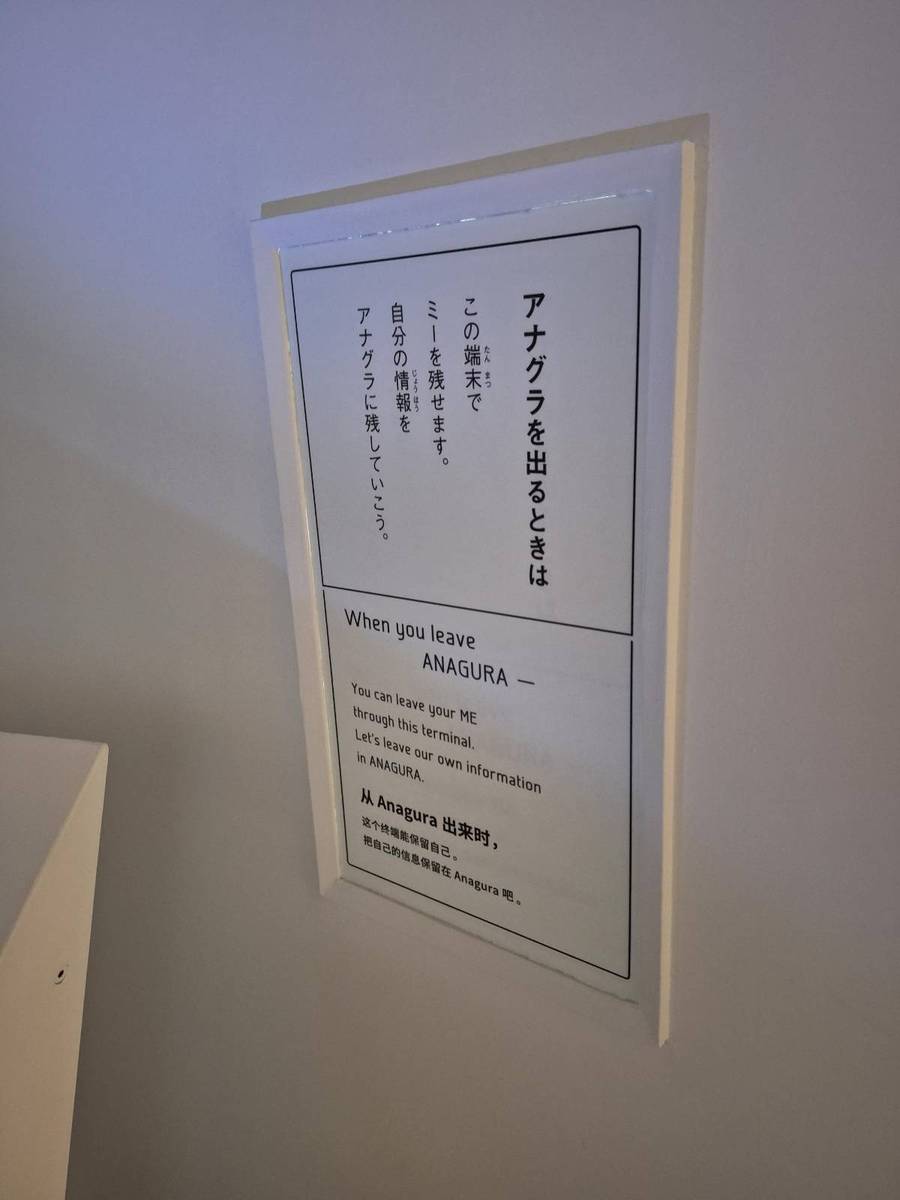 アナグラを出るときは
この端末で
ミーを残せます。
自分の情報を
アナグラに残していこう。
When you leave
ANAGURA —
You can leave your ME
through this terminal.
Let's leave our own information
in ANAGURA.
从 Anagura 出来时，
这个终端能保留自己。
把自己的信息保留在 Anagura 吧。